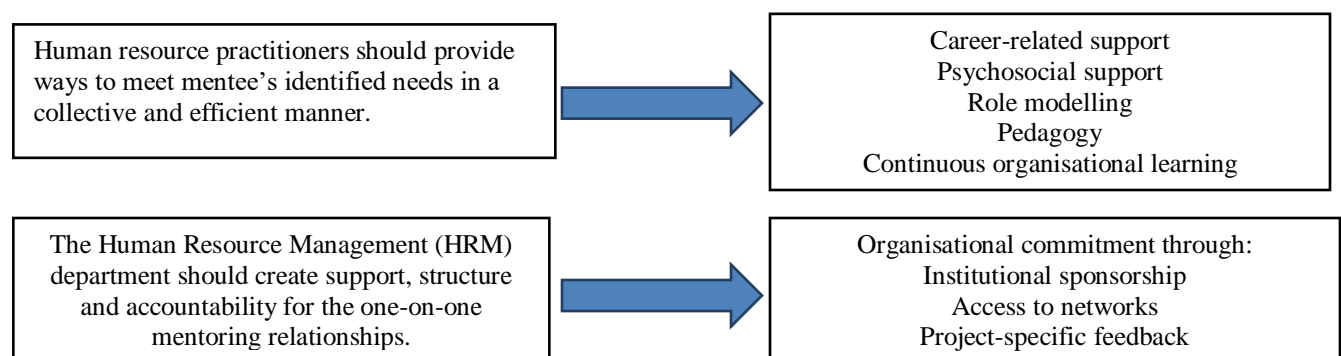 Human resource practitioners should provide
ways to meet mentee's identified needs in a
collective and efficient manner.
Career-related support
Psychosocial support
Role modelling
Pedagogy
Continuous organisational learning
The Human Resource Management (HRM)
department should create support, structure
and accountability for the one-on-one
mentoring relationships.
Organisational commitment through:
Institutional sponsorship
Access to networks
Project-specific feedback